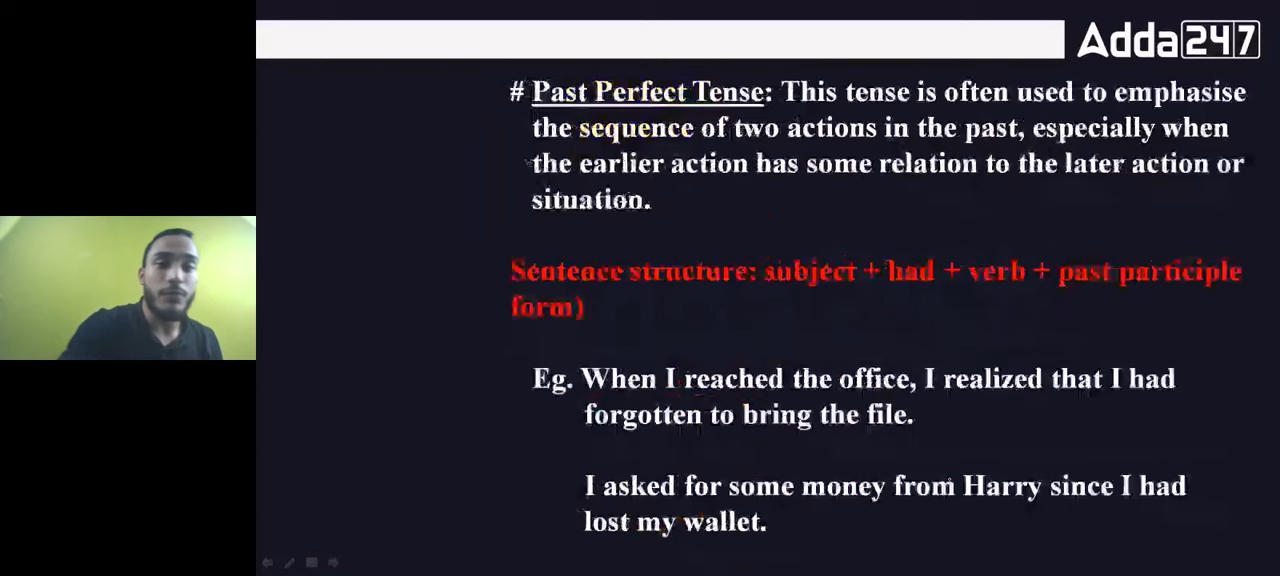 Adda 247
# Past Perfect Tense: This tense is often used to emphasise
the sequence of two actions in the past, especially when
the earlier action has some relation to the later action or
situation.
Sentence structure: subject + had + verb + past participle
form)
Eg. When I reached the office, I realized that I had
forgotten to bring the file.
I asked for some money from Harry since I had
lost my wallet.